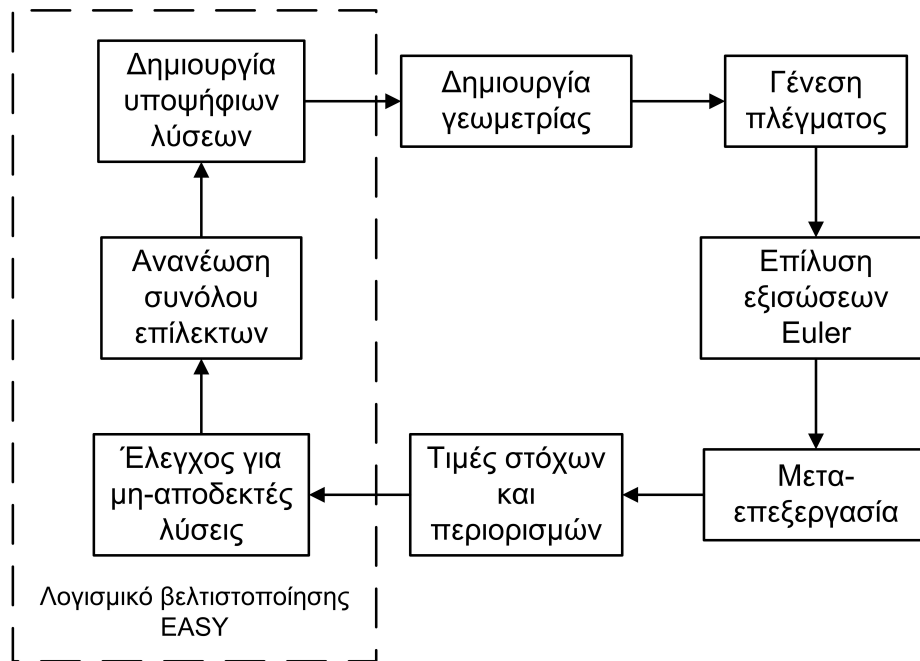 Δημιουργία
υποψήφιων
λύσεων
Δημιουργία
γεωμετρίας
Γένεση
πλέγματος
Επίλυση
εξισώσεων
Euler
Μετα-
επεξεργασία
Τιμές στόχων
και
περιορισμών
Έλεγχος για
μη-αποδεκτές
λύσεις
Ανανέωση
συνόλου
επίλεκτων
Λογισμικό βελτιστοποίησης
EASY